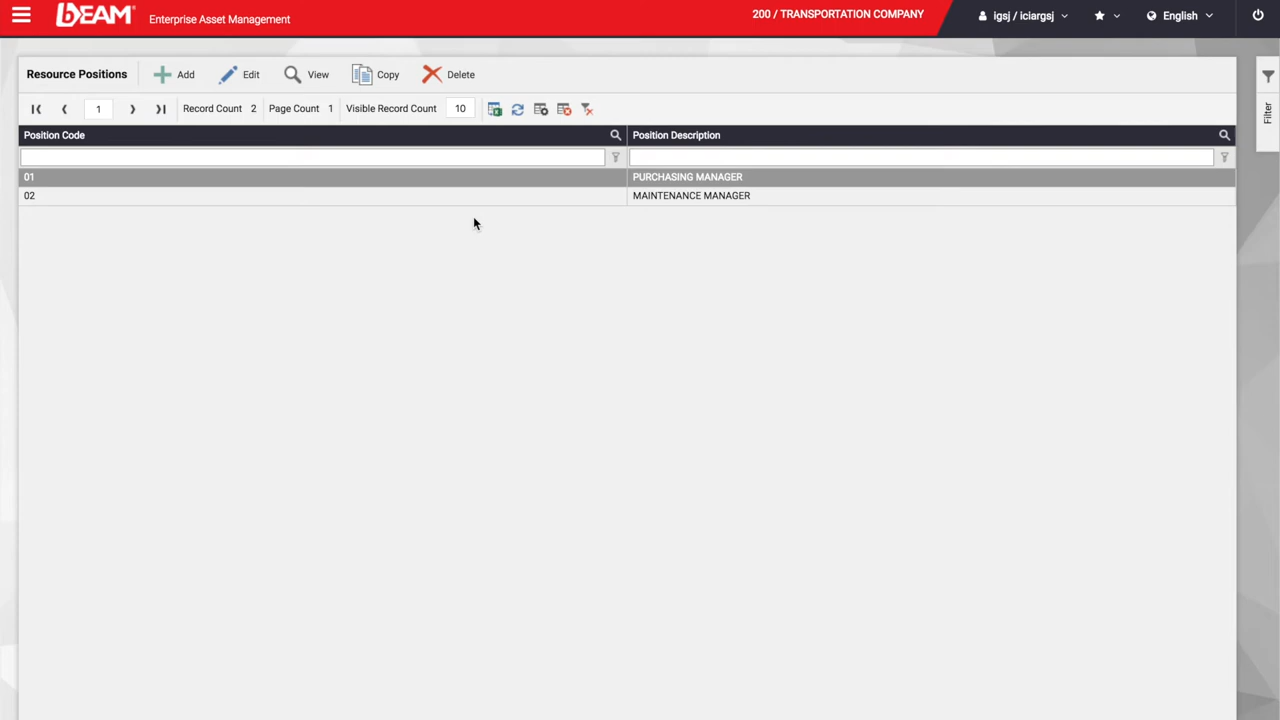 bEAM® Enterprise Asset Management 200 / TRANSPORTATION COMPANY igsj / iciargsj English
Resource Positions Add Edit View Copy Delete
1 Record Count 2 Page Count 1 Visible Record Count 10
Filter
Position Code Position Description
01 PURCHASING MANAGER
02 MAINTENANCE MANAGER